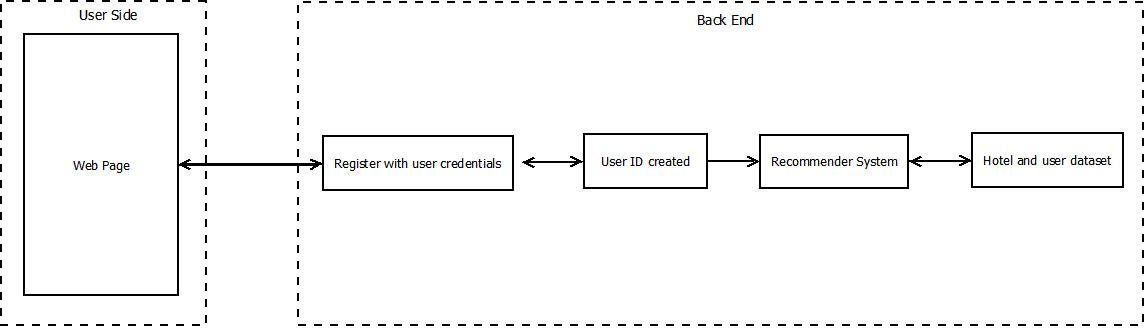 User Side
Back End
Web Page
Register with user credentials
User ID created
Recommender System
Hotel and user dataset